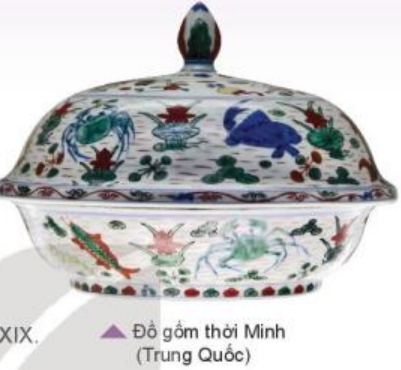 XIX.
Đồ gốm thời Minh
(Trung Quốc)